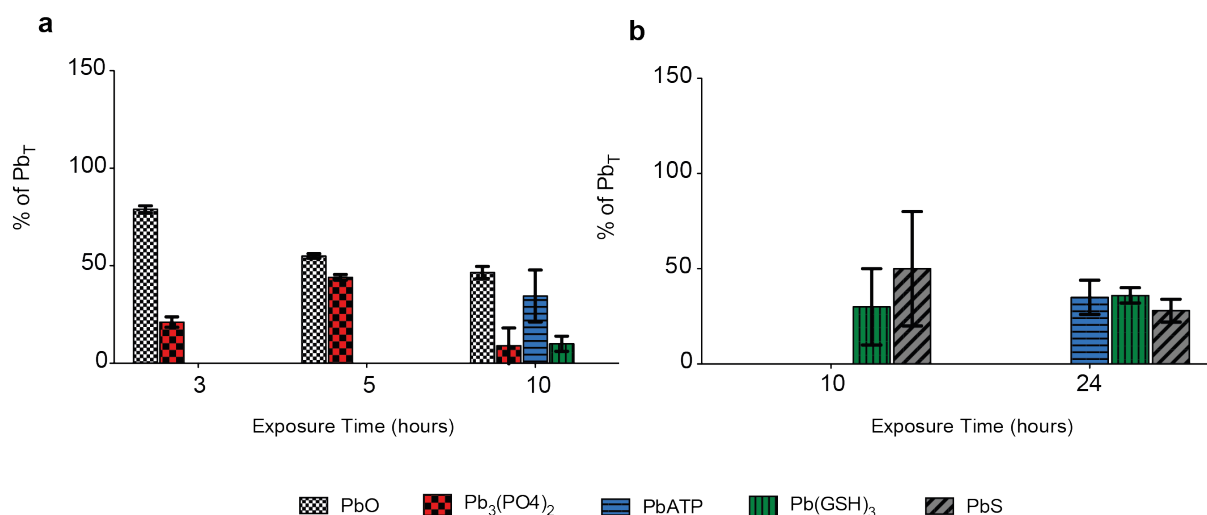 a
150
100
50
0
% of PbT
3 5 10
Exposure Time (hours)
b
150
100
50
0
% of PbT
10 24
Exposure Time (hours)
PbO Pb3(PO4)2 PbATP Pb(GSH)3 PbS